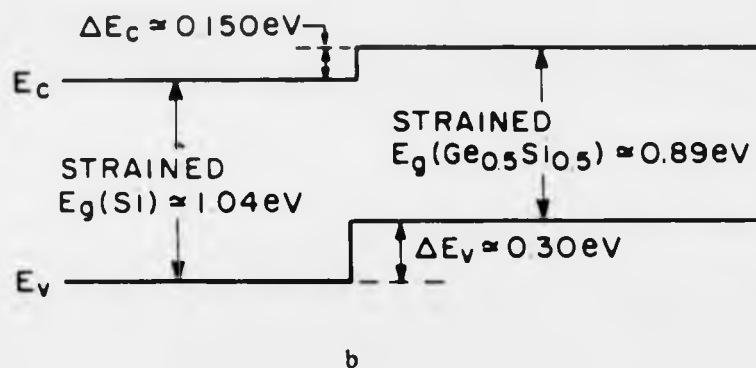 ΔEc ≃ 0.150eV
Ec
STRAINED
Eg(Si) ≃ 1.04eV
STRAINED
Eg(Ge0.5Si0.5) ≃ 0.89eV
ΔEv ≃ 0.30eV
Ev
b